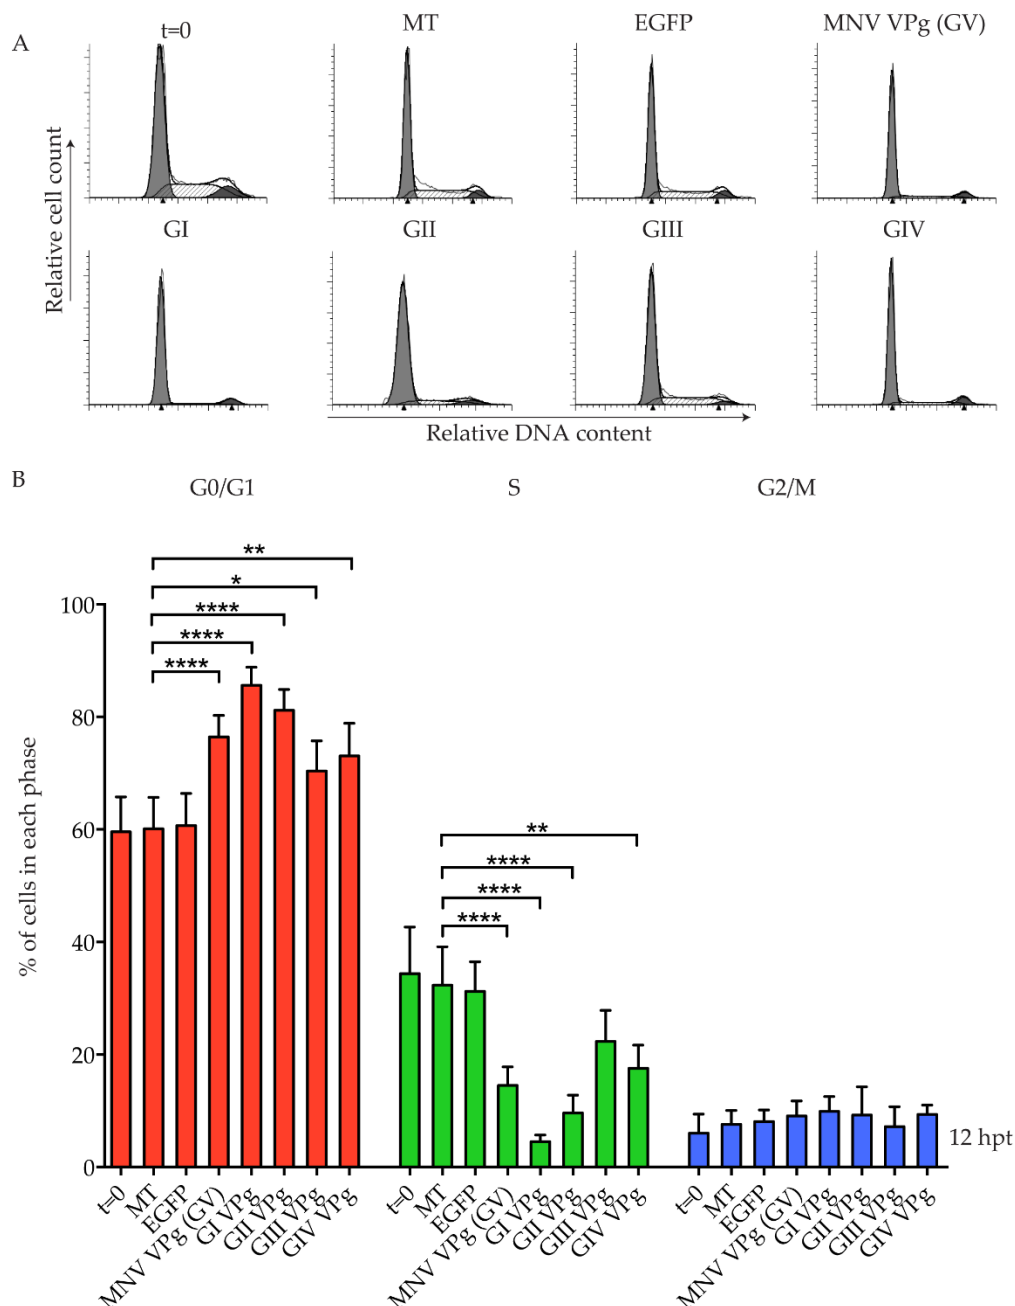 A
t=0
MT
EGFP
MNV VPg (GV)
Relative cell count
GI
GII
GIII
GIV
Relative DNA content
B
G0/G1
S
G2/M
**
*
****
****
****
**
****
****
****
% of cells in each phase
100
80
60
40
20
0
12 hpt
t=0
MT
EGFP
MNV VPg (GV)
GI VPg
GII VPg
GIII VPg
GIV VPg
t=0
MT
EGFP
MNV VPg (GV)
GI VPg
GII VPg
GIII VPg
GIV VPg
t=0
MT
EGFP
MNV VPg (GV)
GI VPg
GII VPg
GIII VPg
GIV VPg